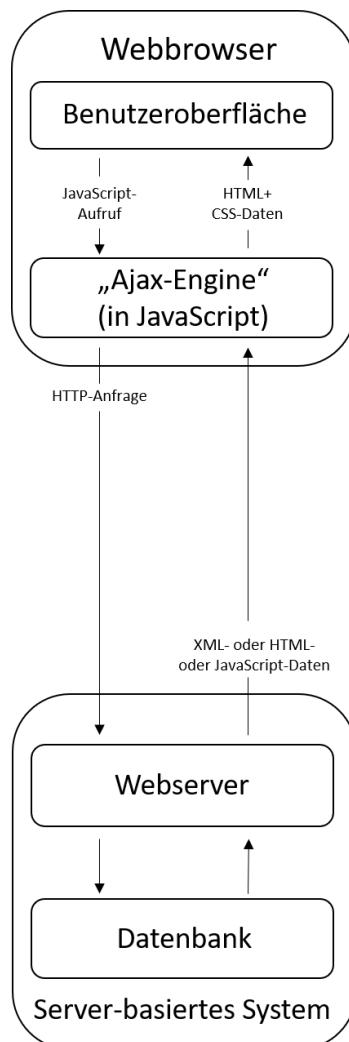 Webbrowser
Benutzeroberfläche
JavaScript-
Aufruf
HTML+
CSS-Daten
„Ajax-Engine“
(in JavaScript)
HTTP-Anfrage
XML- oder HTML-
oder JavaScript-Daten
Webserver
Datenbank
Server-basiertes System